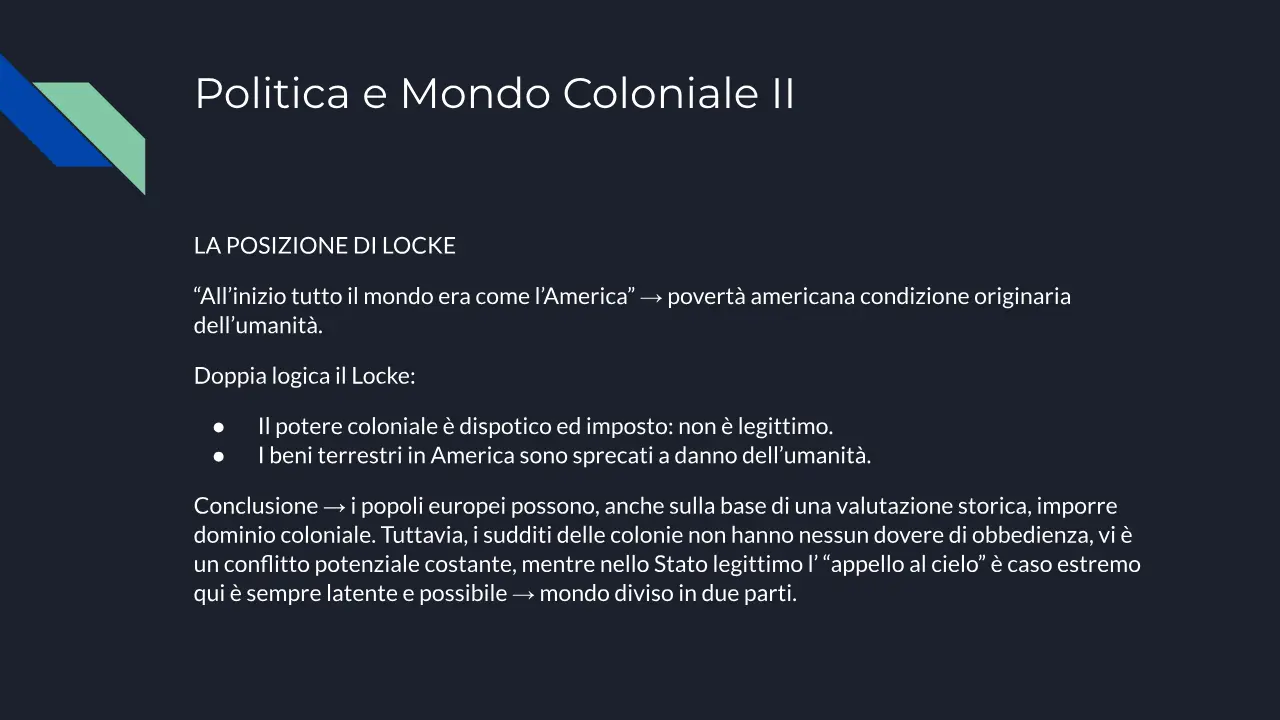 Politica e Mondo Coloniale II
LA POSIZIONE DI LOCKE
“All’inizio tutto il mondo era come l’America” → povertà americana condizione originaria
dell’umanità.
Doppia logica il Locke:
● Il potere coloniale è dispotico ed imposto: non è legittimo.
● I beni terrestri in America sono sprecati a danno dell’umanità.
Conclusione → i popoli europei possono, anche sulla base di una valutazione storica, imporre
dominio coloniale. Tuttavia, i sudditi delle colonie non hanno nessun dovere di obbedienza, vi è
un conflitto potenziale costante, mentre nello Stato legittimo l’ “appello al cielo” è caso estremo
qui è sempre latente e possibile → mondo diviso in due parti.